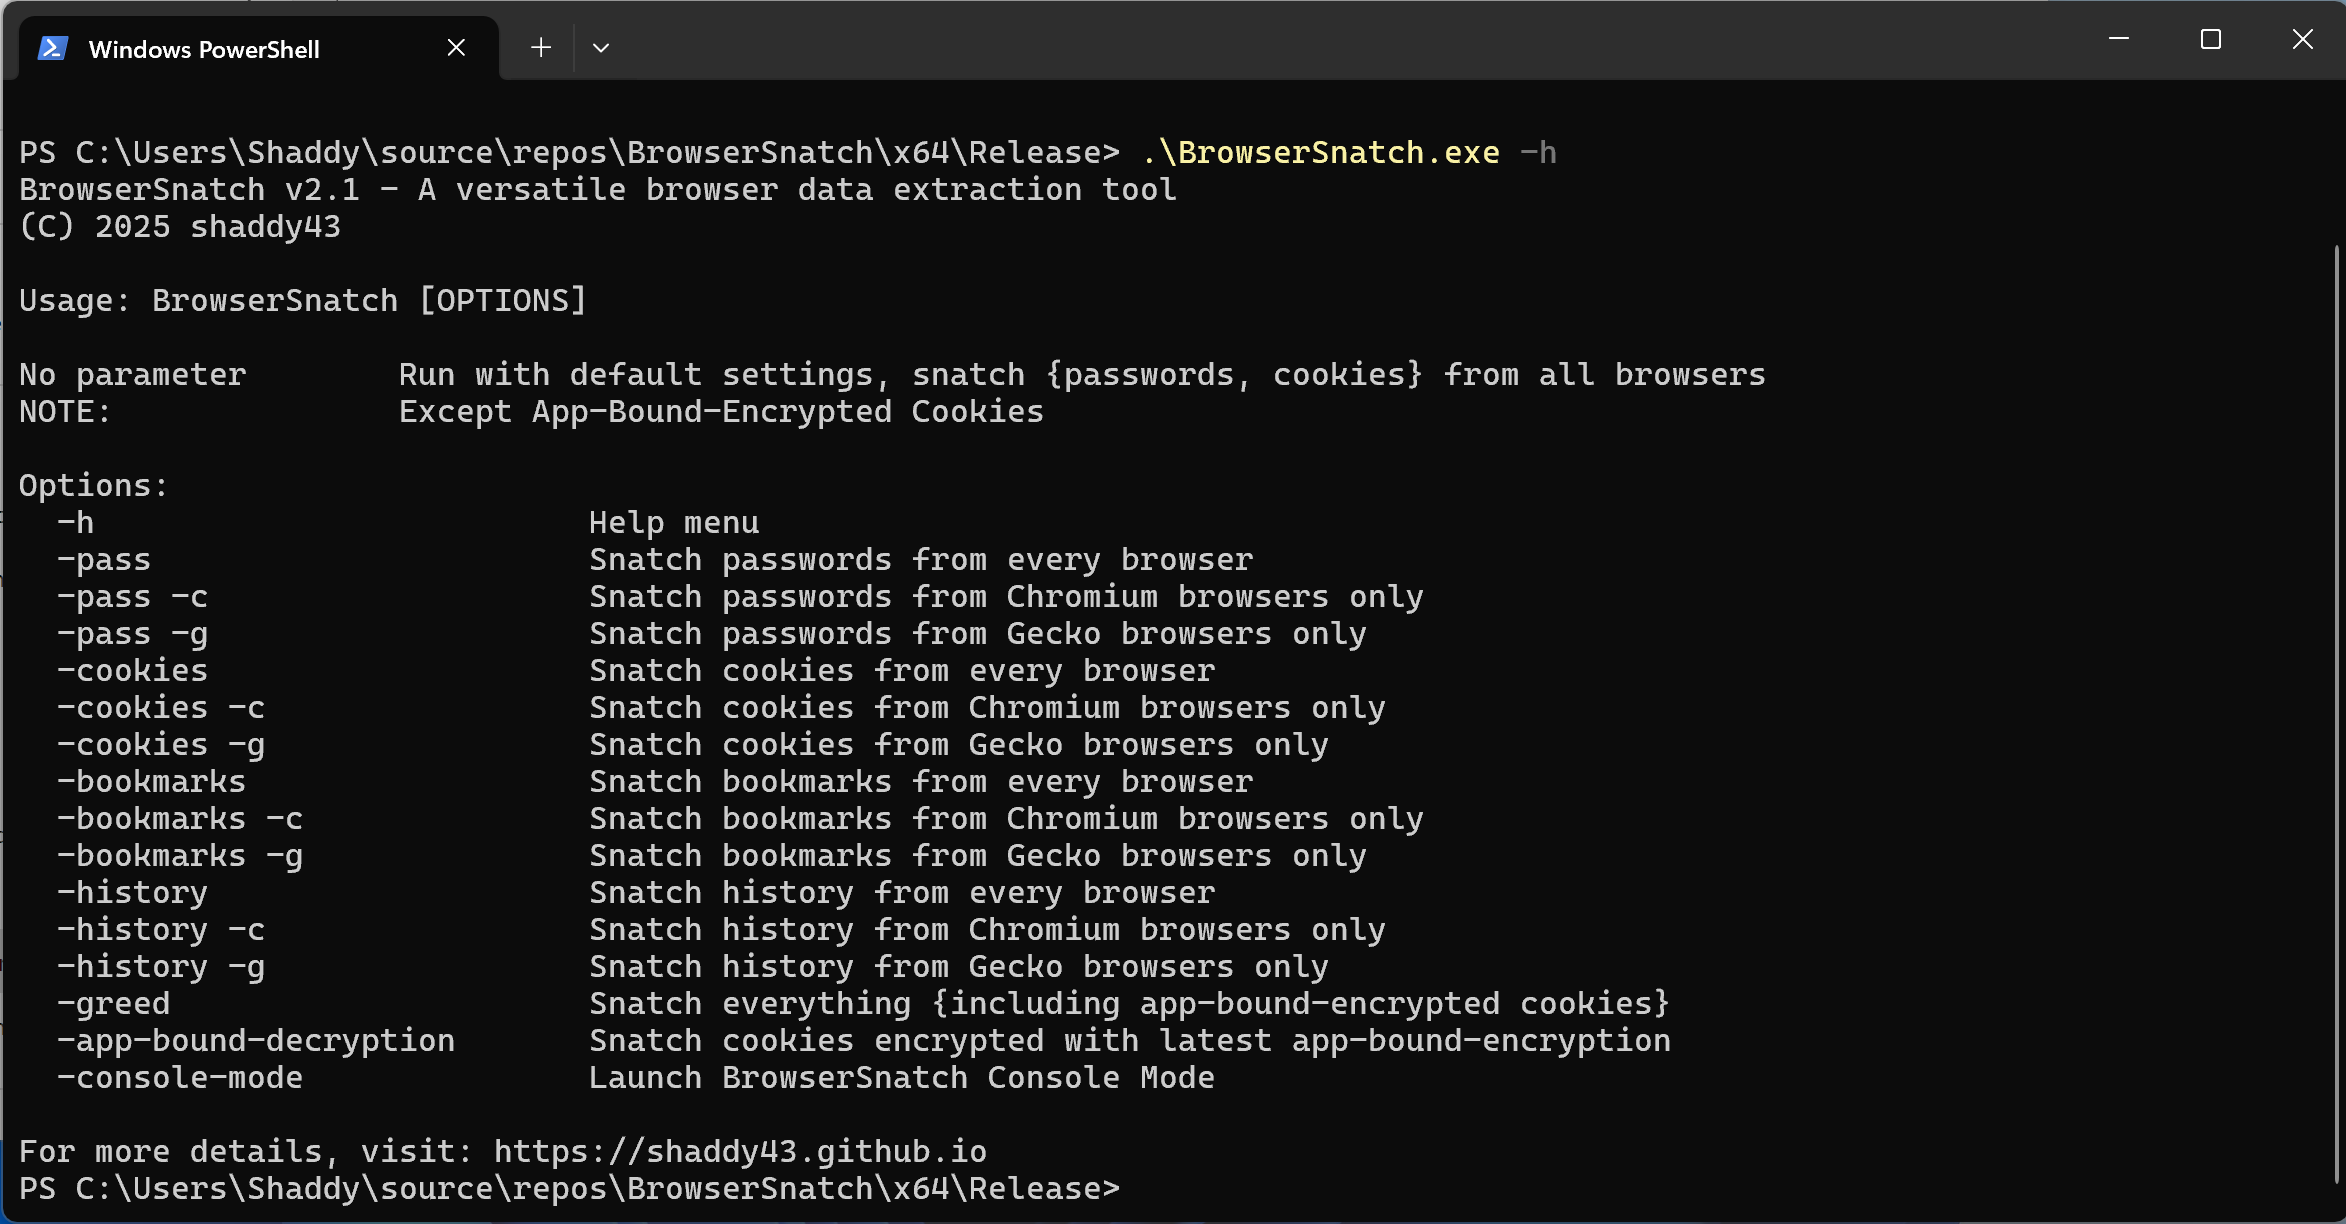 Windows PowerShell
PS C:\Users\Shaddy\source\repos\BrowserSnatch\x64\Release> .\BrowserSnatch.exe -h
BrowserSnatch v2.1 - A versatile browser data extraction tool
(C) 2025 shaddy43
Usage: BrowserSnatch [OPTIONS]
No parameter Run with default settings, snatch {passwords, cookies} from all browsers
NOTE: Except App-Bound-Encrypted Cookies
Options:
-h Help menu
-pass Snatch passwords from every browser
-pass -c Snatch passwords from Chromium browsers only
-pass -g Snatch passwords from Gecko browsers only
-cookies Snatch cookies from every browser
-cookies -c Snatch cookies from Chromium browsers only
-cookies -g Snatch cookies from Gecko browsers only
-bookmarks Snatch bookmarks from every browser
-bookmarks -c Snatch bookmarks from Chromium browsers only
-bookmarks -g Snatch bookmarks from Gecko browsers only
-history Snatch history from every browser
-history -c Snatch history from Chromium browsers only
-history -g Snatch history from Gecko browsers only
-greed Snatch everything {including app-bound-encrypted cookies}
-app-bound-decryption Snatch cookies encrypted with latest app-bound-encryption
-console-mode Launch BrowserSnatch Console Mode
For more details, visit: https://shaddy43.github.io
PS C:\Users\Shaddy\source\repos\BrowserSnatch\x64\Release>